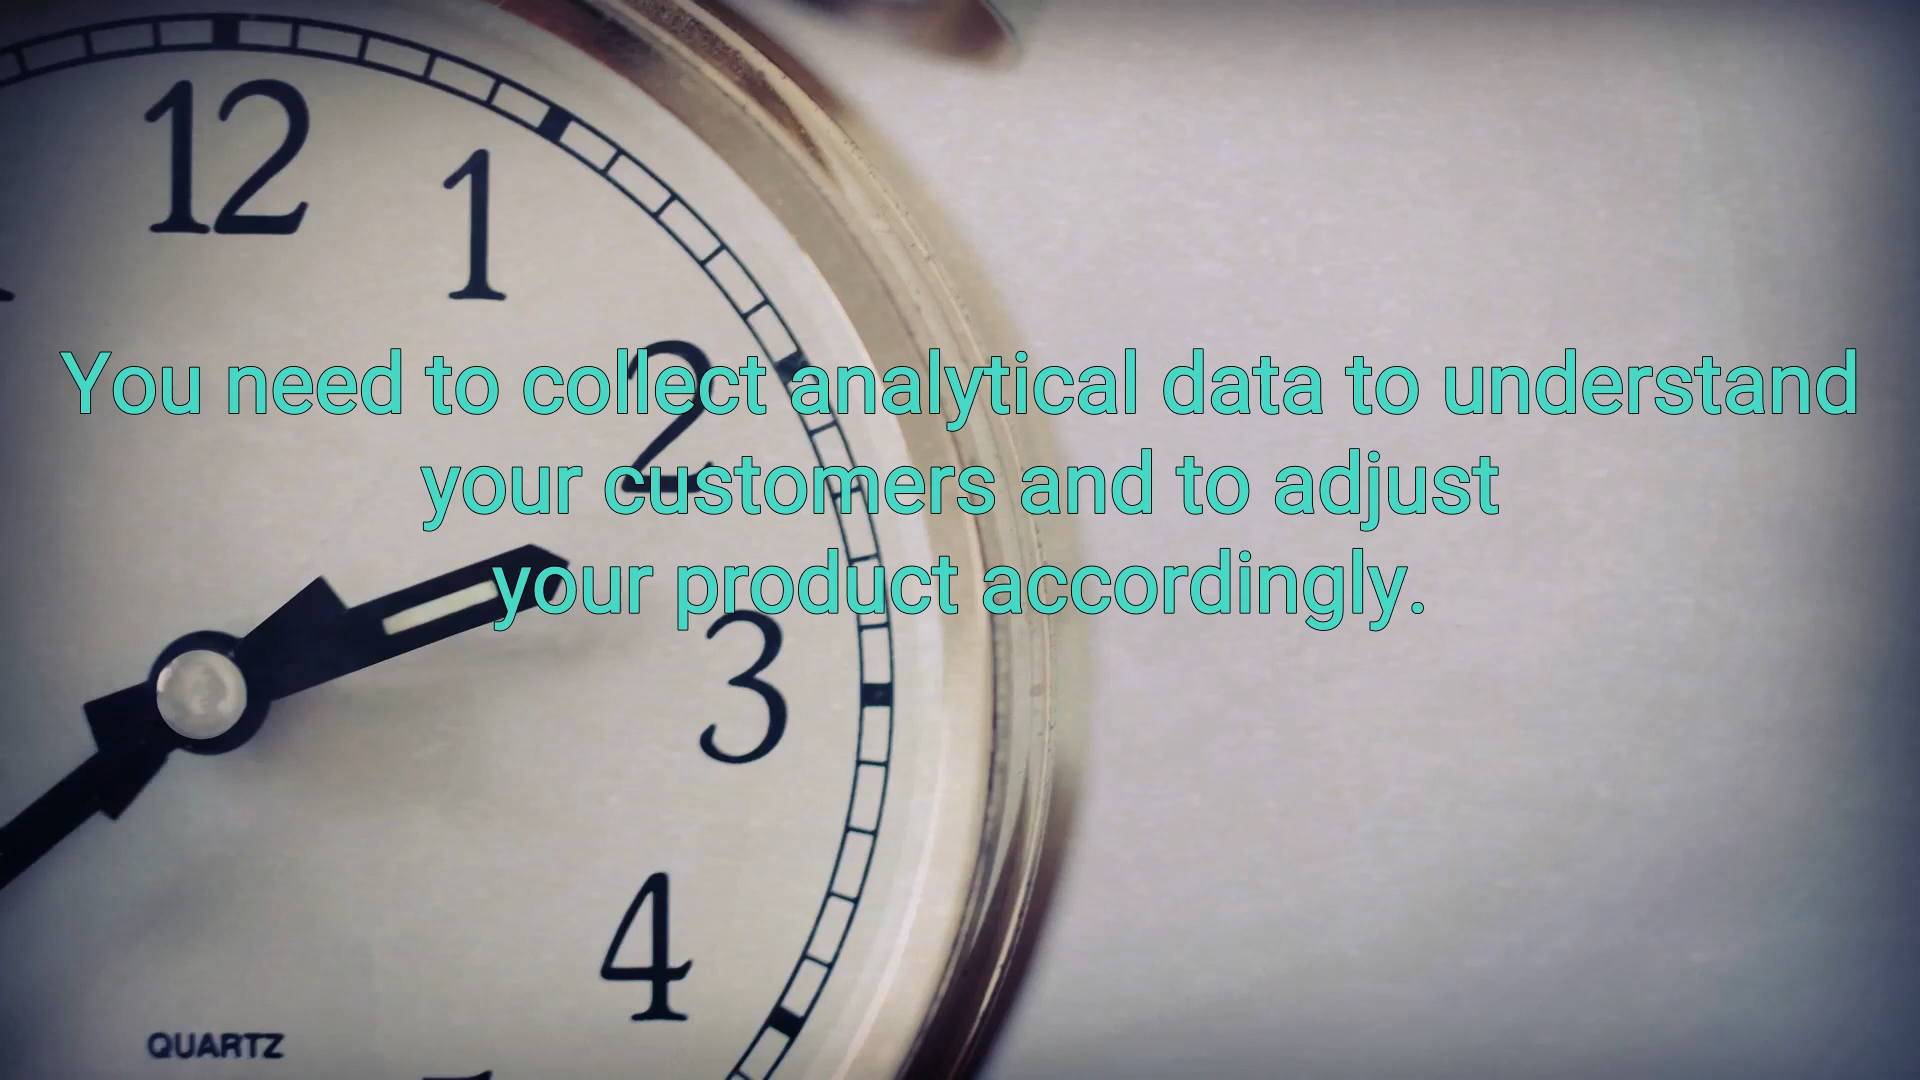 12
1
2
You need to collect analytical data to understand
your customers and to adjust
your product accordingly.
3
4
QUARTZ